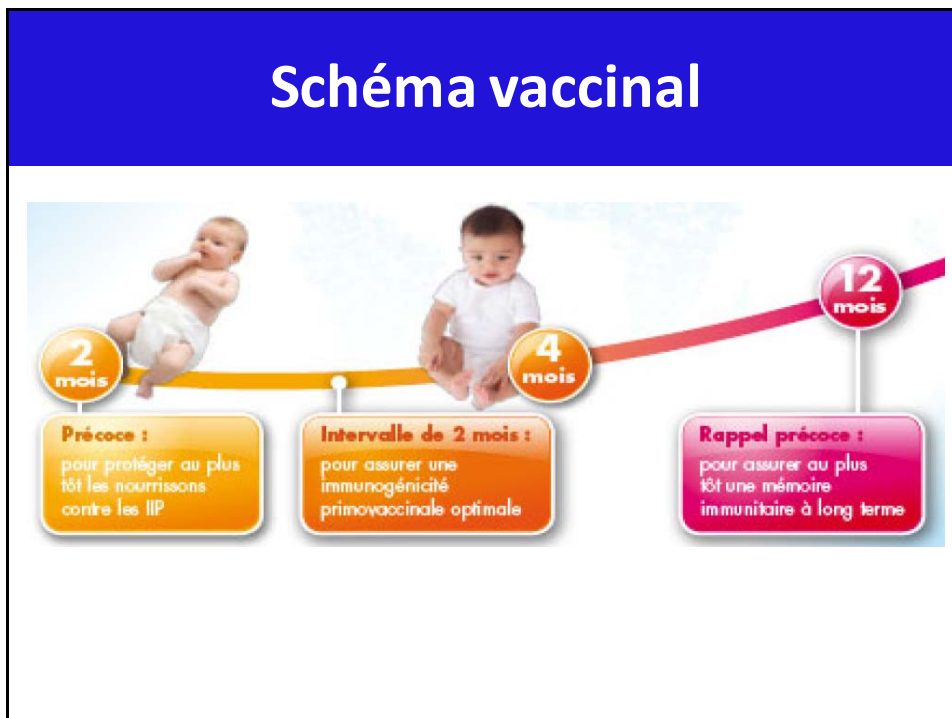 Schéma vaccinal
2
mois
4
mois
12
mois
Précoce :
pour protéger au plus
tôt les nourrissons
contre les IIP
Intervalle de 2 mois :
pour assurer une
immunogénicité
primovaccinale optimale
Rappel précoce :
pour assurer au plus
tôt une mémoire
immunitaire à long terme